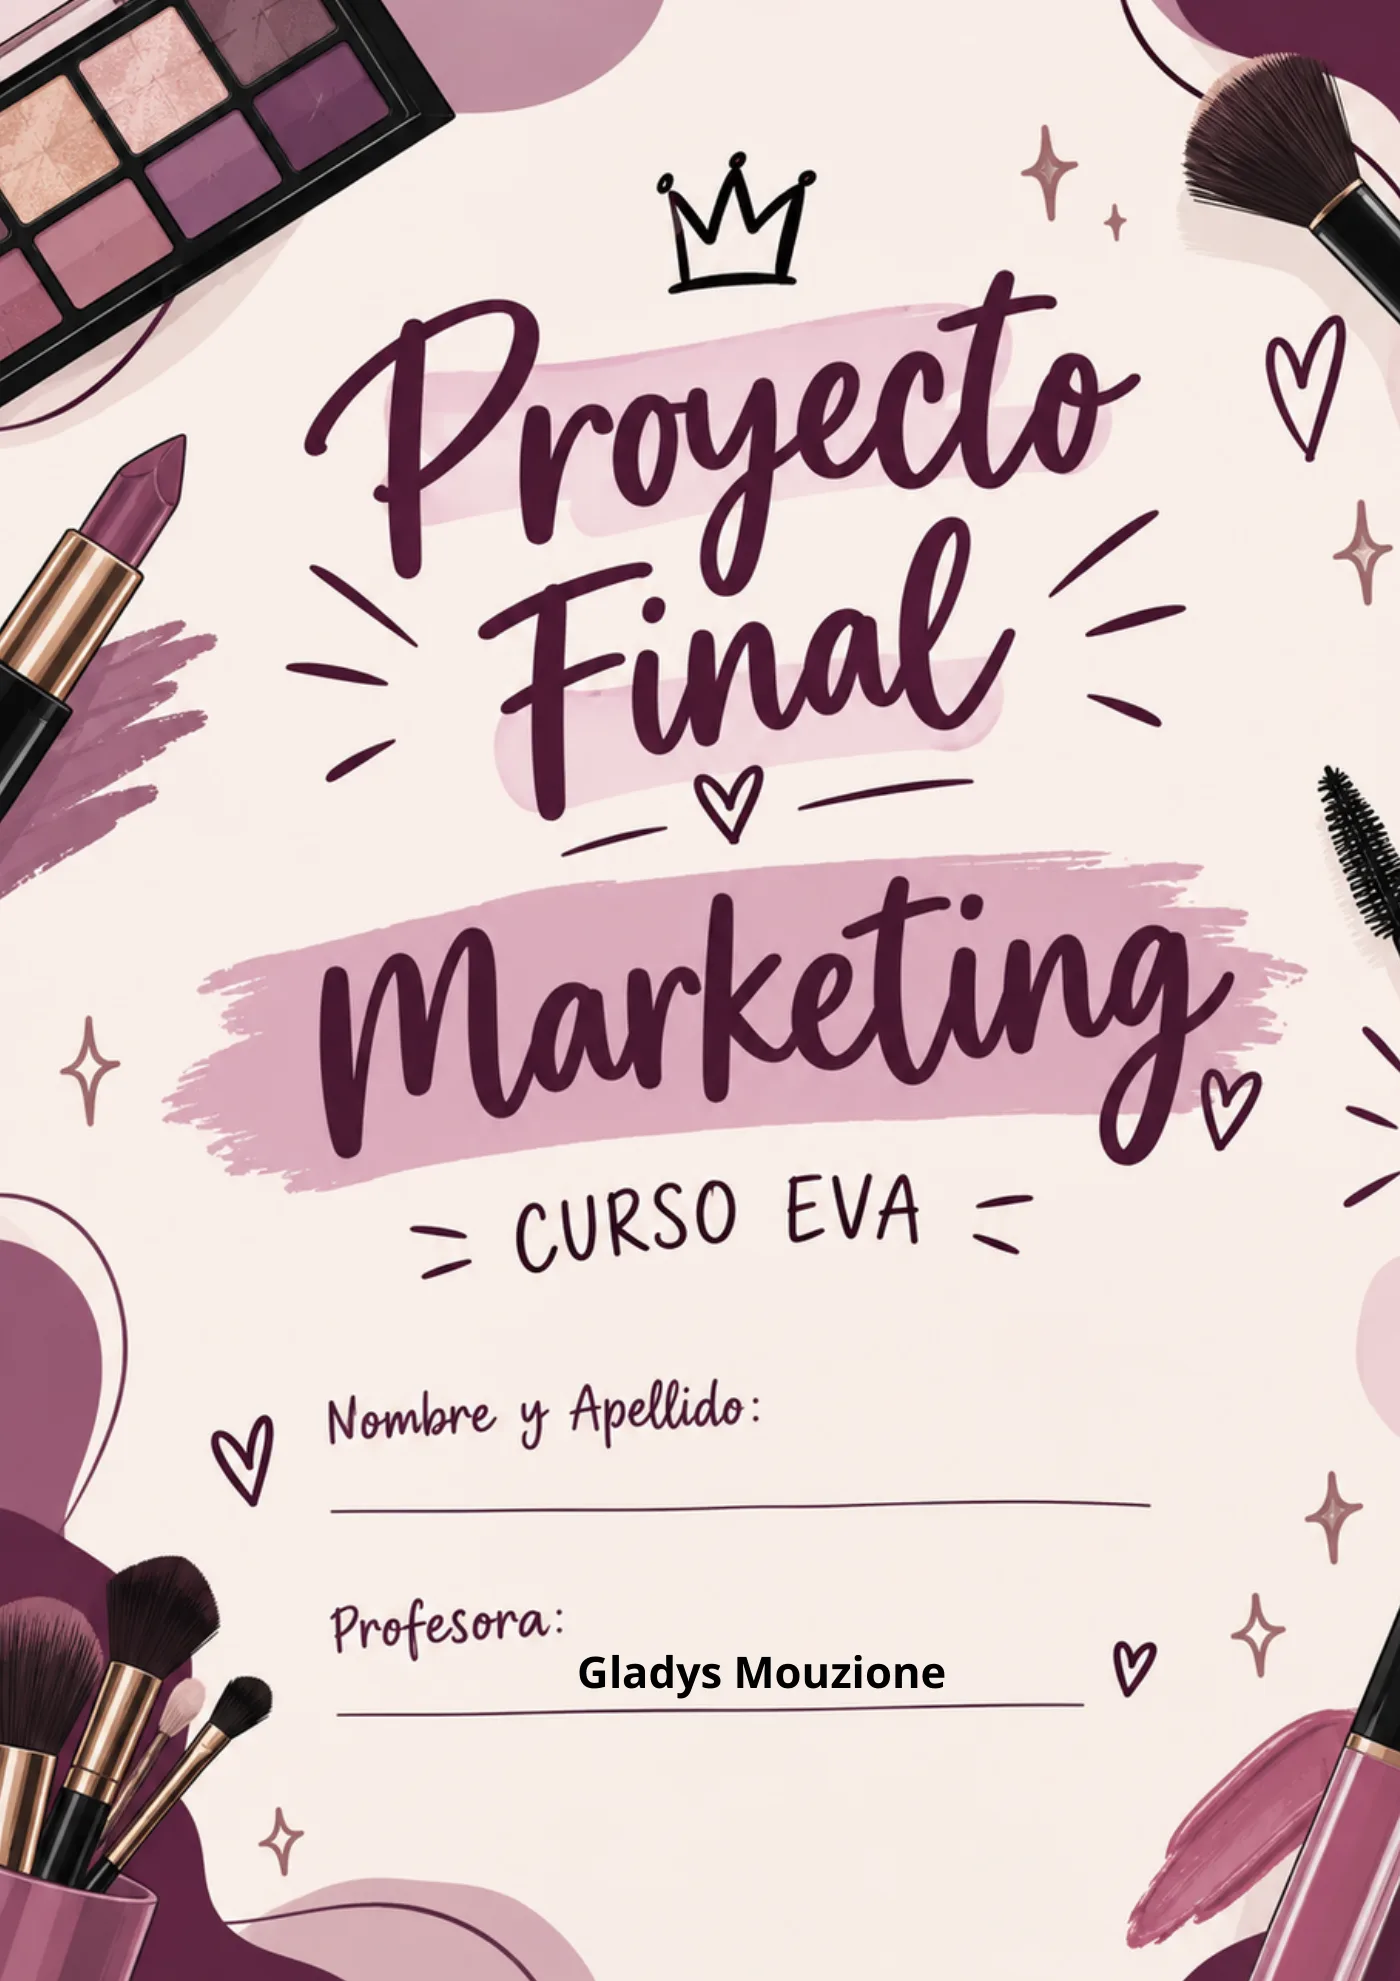 Proyecto
Final
Marketing
CURSO EVA
Nombre y Apellido:
Profesora:
Gladys Mouzione